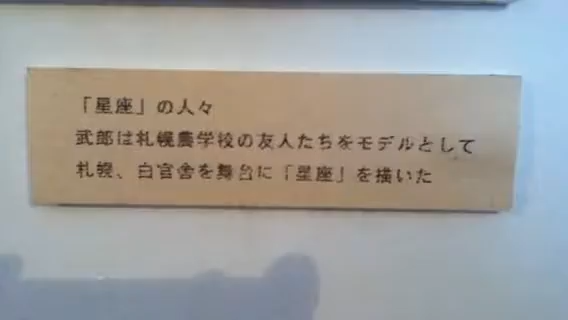 「星座」の人々
武郎は札幌農学校の友人たちをモデルとして
札幌、白官舎を舞台に「星座」を描いた